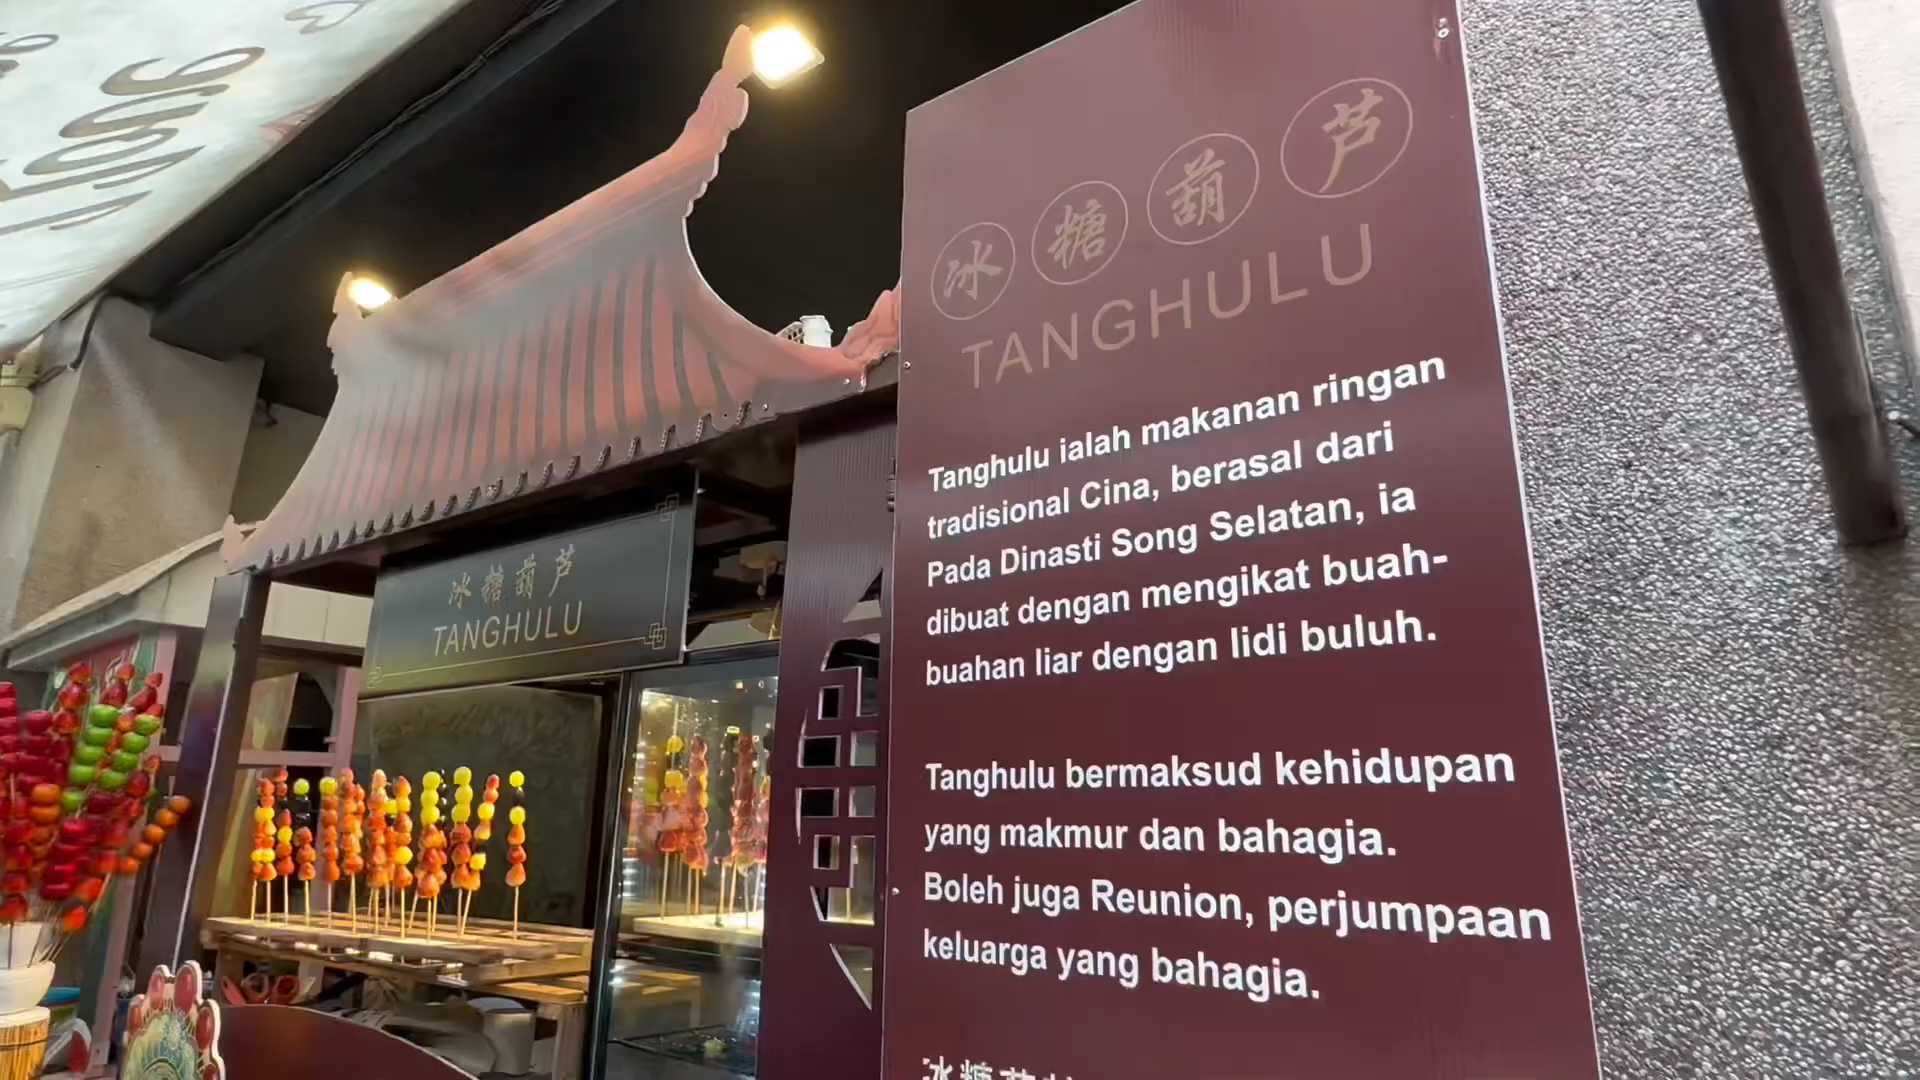 冰糖葫芦
TANGHULU
Tanghulu ialah makanan ringan
tradisional Cina, berasal dari
Pada Dinasti Song Selatan, ia
dibuat dengan mengikat buah-
buahan liar dengan lidi buluh.
Tanghulu bermaksud kehidupan
yang makmur dan bahagia.
Boleh juga Reunion, perjumpaan
keluarga yang bahagia.
冰糖葫芦
TANGHULU